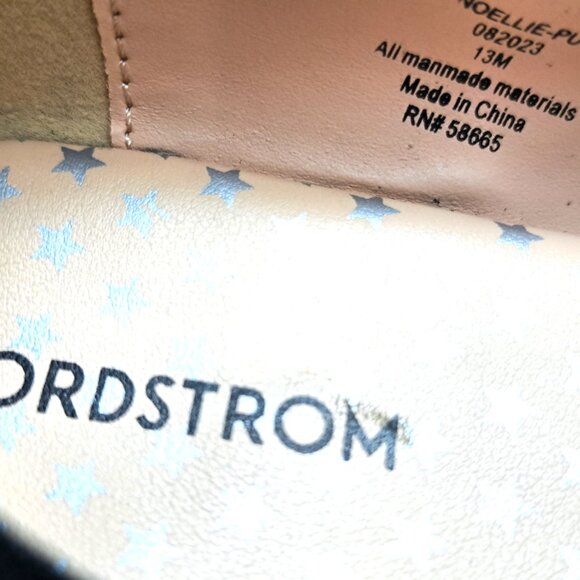 NOELLIE-PU
082023
13M
All manmade materials
Made in China
RN# 58665
ORDSTROM